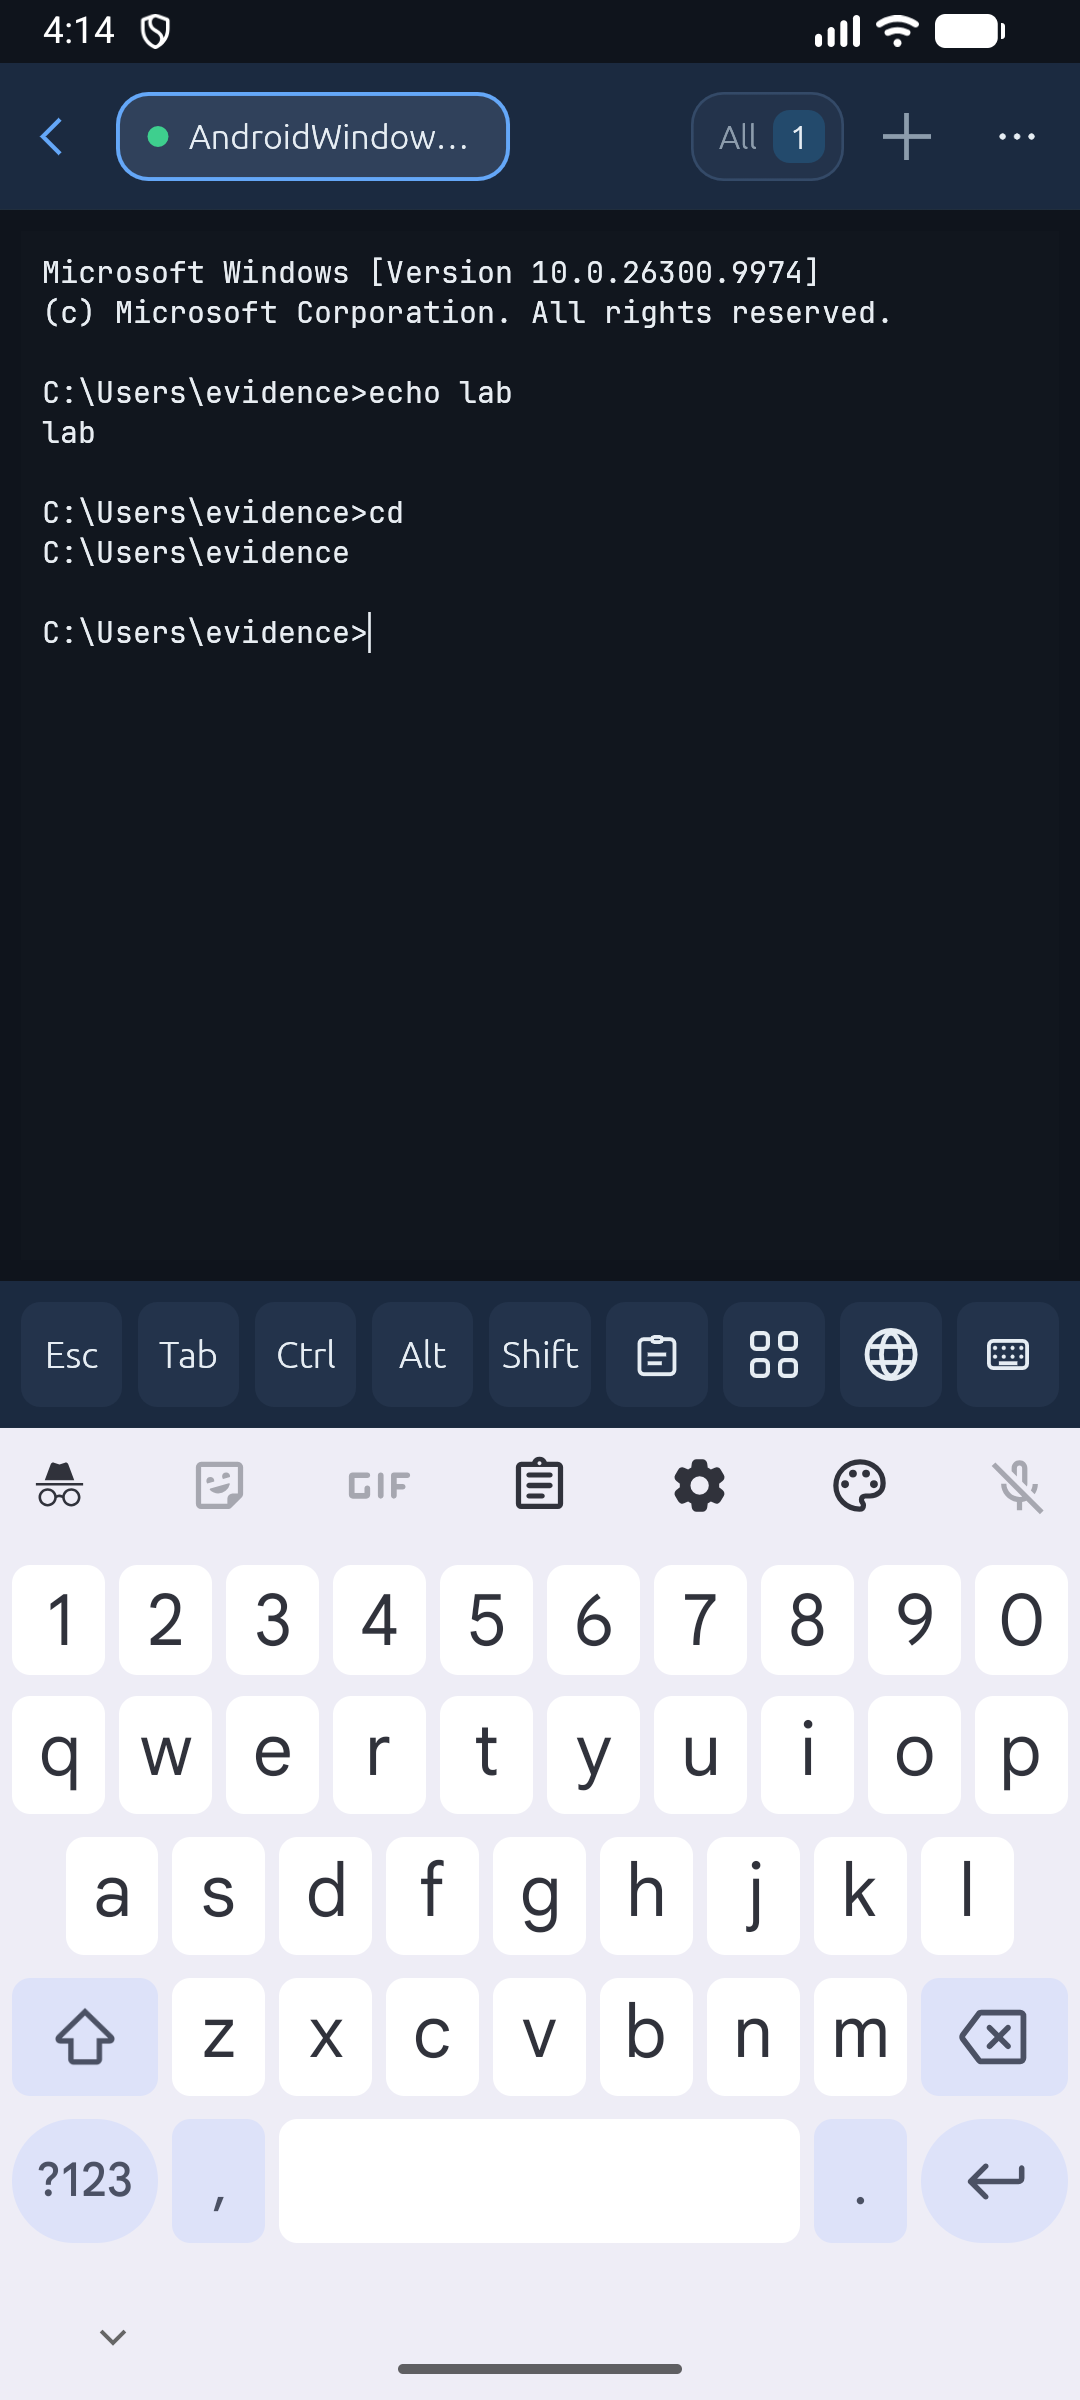 4:14
AndroidWindow...
All 1
Microsoft Windows [Version 10.0.26300.9974]
(c) Microsoft Corporation. All rights reserved.
C:\Users\evidence>echo lab
lab
C:\Users\evidence>cd
C:\Users\evidence
C:\Users\evidence>
Esc Tab Ctrl Alt Shift
GIF
1 2 3 4 5 6 7 8 9 0
q w e r t y u i o p
a s d f g h j k l
z x c v b n m
?123 , .